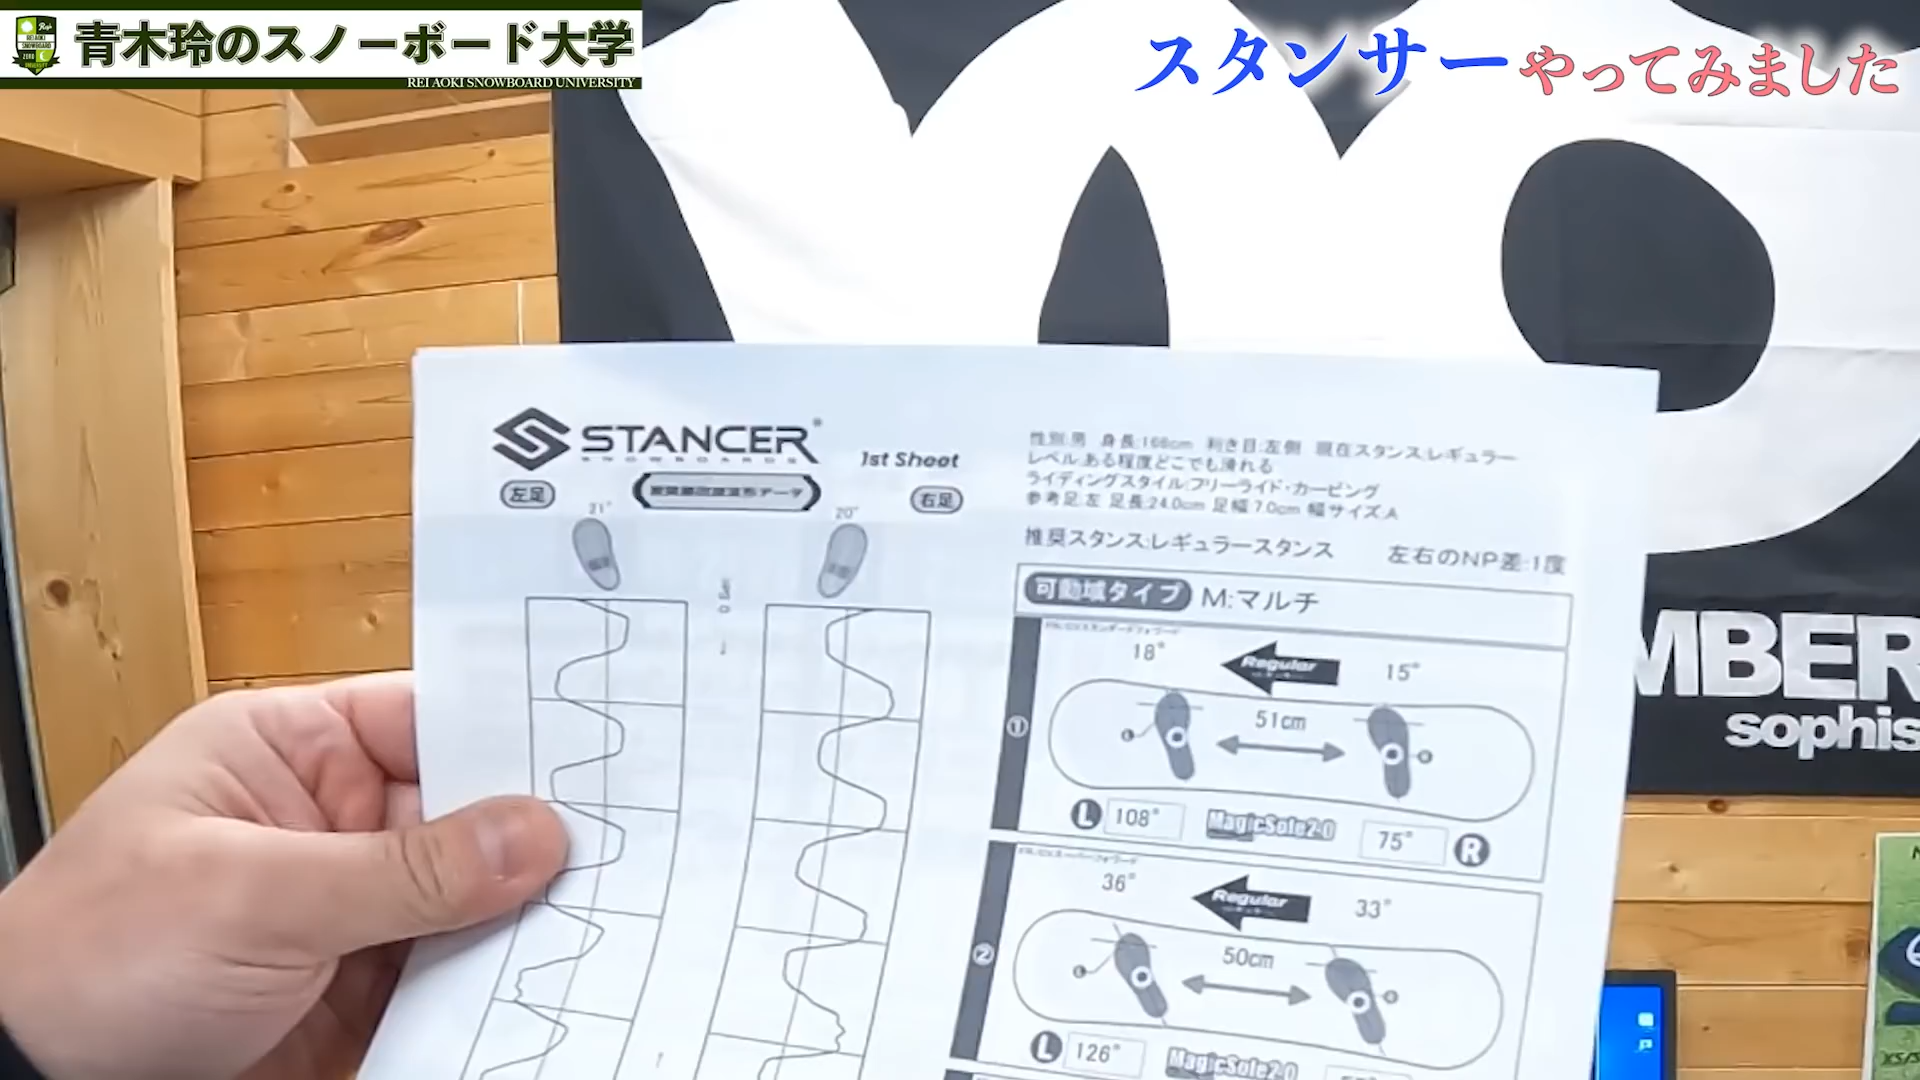 青木玲のスノーボード大学
REI AOKI SNOWBOARD UNIVERSITY
スタンサーやってみました
STANCER
SNOWBOARDS
1st Sheet
左足
右足
21°
20°
性別:男 身長:166cm 利き目:左側 現在スタンス:レギュラー
レベル:ある程度どこでも滑れる
ライディングスタイル:フリーライド・カービング
参考足:左 足長:24.0cm 足幅:7.0cm 幅サイズ:A
推奨スタンス:レギュラースタンス 左右のNP差:1度
可動域タイプ M:マルチ
①
18°
Regular
15°
51cm
L 108° MagicSole2.0 75° R
②
36°
Regular
33°
50cm
L 126° MagicSole2.0
MBER
sophis